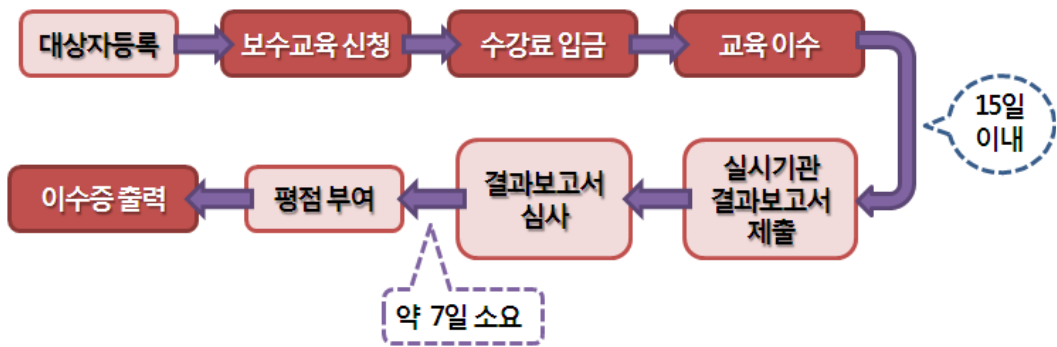 대상자등록
보수교육 신청
수강료 입금
교육 이수
15일
이내
실시기관
결과보고서
제출
결과보고서
심사
약 7일 소요
평점 부여
이수증 출력